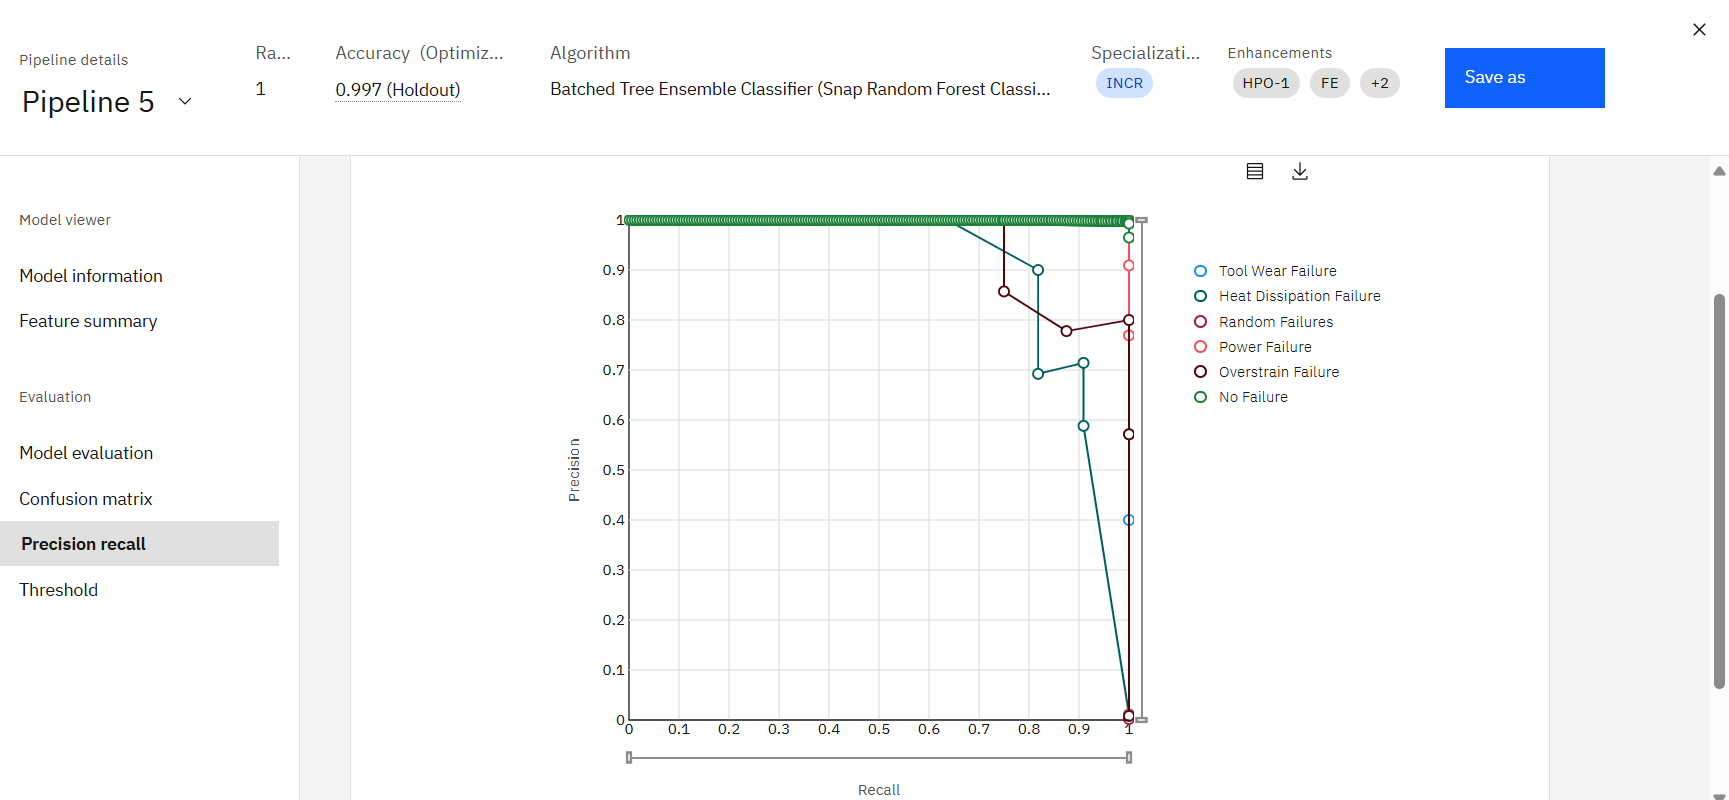 Pipeline details
Pipeline 5
Ra...
1
Accuracy (Optimiz...
0.997 (Holdout)
Algorithm
Batched Tree Ensemble Classifier (Snap Random Forest Classi...
Specializati...
INCR
Enhancements
HPO-1 FE +2
Save as
Model viewer
Model information
Feature summary
Evaluation
Model evaluation
Confusion matrix
Precision recall
Threshold
Precision
1
0.9
0.8
0.7
0.6
0.5
0.4
0.3
0.2
0.1
0
0 0.1 0.2 0.3 0.4 0.5 0.6 0.7 0.8 0.9 1
Recall
Tool Wear Failure
Heat Dissipation Failure
Random Failures
Power Failure
Overstrain Failure
No Failure